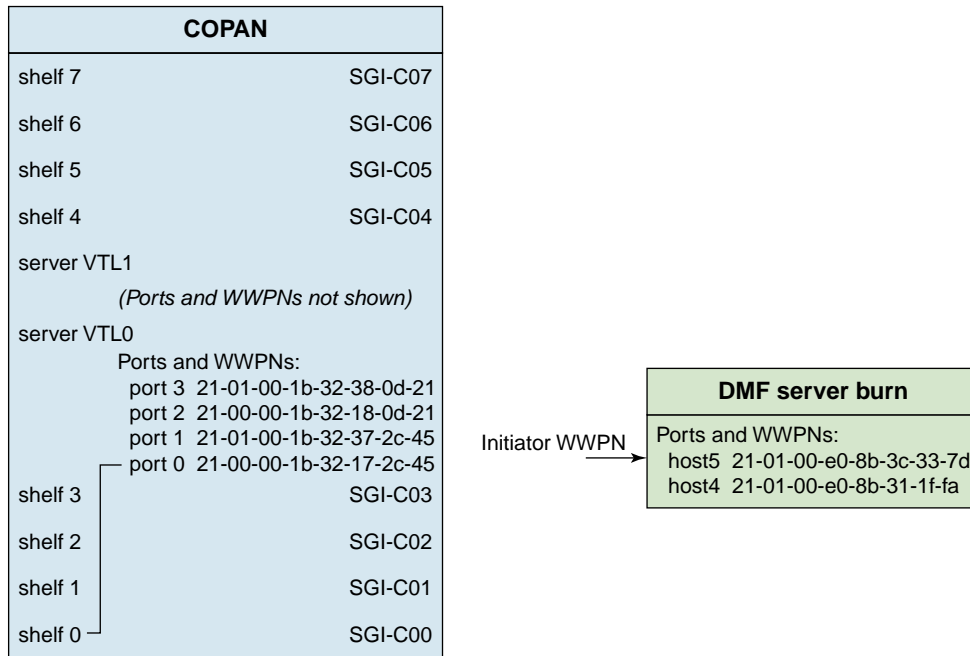 COPAN
shelf 7 SGI-C07
shelf 6 SGI-C06
shelf 5 SGI-C05
shelf 4 SGI-C04
server VTL1
(Ports and WWPNs not shown)
server VTL0
Ports and WWPNs:
port 3 21-01-00-1b-32-38-0d-21
port 2 21-00-00-1b-32-18-0d-21
port 1 21-01-00-1b-32-37-2c-45
port 0 21-00-00-1b-32-17-2c-45
shelf 3 SGI-C03
shelf 2 SGI-C02
shelf 1 SGI-C01
shelf 0 SGI-C00
Initiator WWPN
DMF server burn
Ports and WWPNs:
host5 21-01-00-e0-8b-3c-33-7d
host4 21-01-00-e0-8b-31-1f-fa